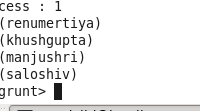 cess : 1
(renumertiya)
(khushgupta)
(manjushri)
(saloshiv)
grunt>